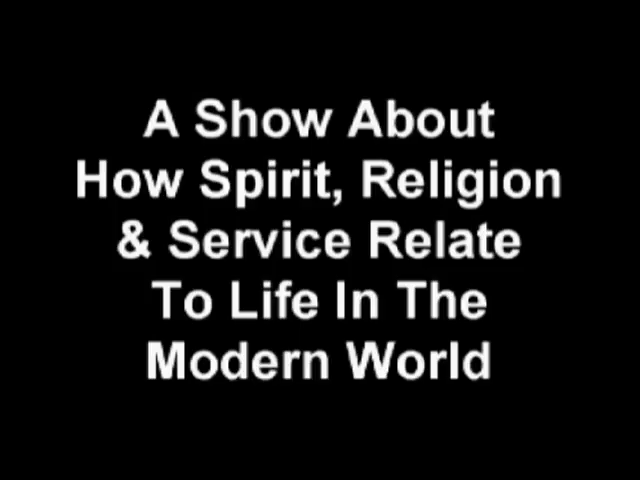 A Show About
How Spirit, Religion
& Service Relate
To Life In The
Modern World